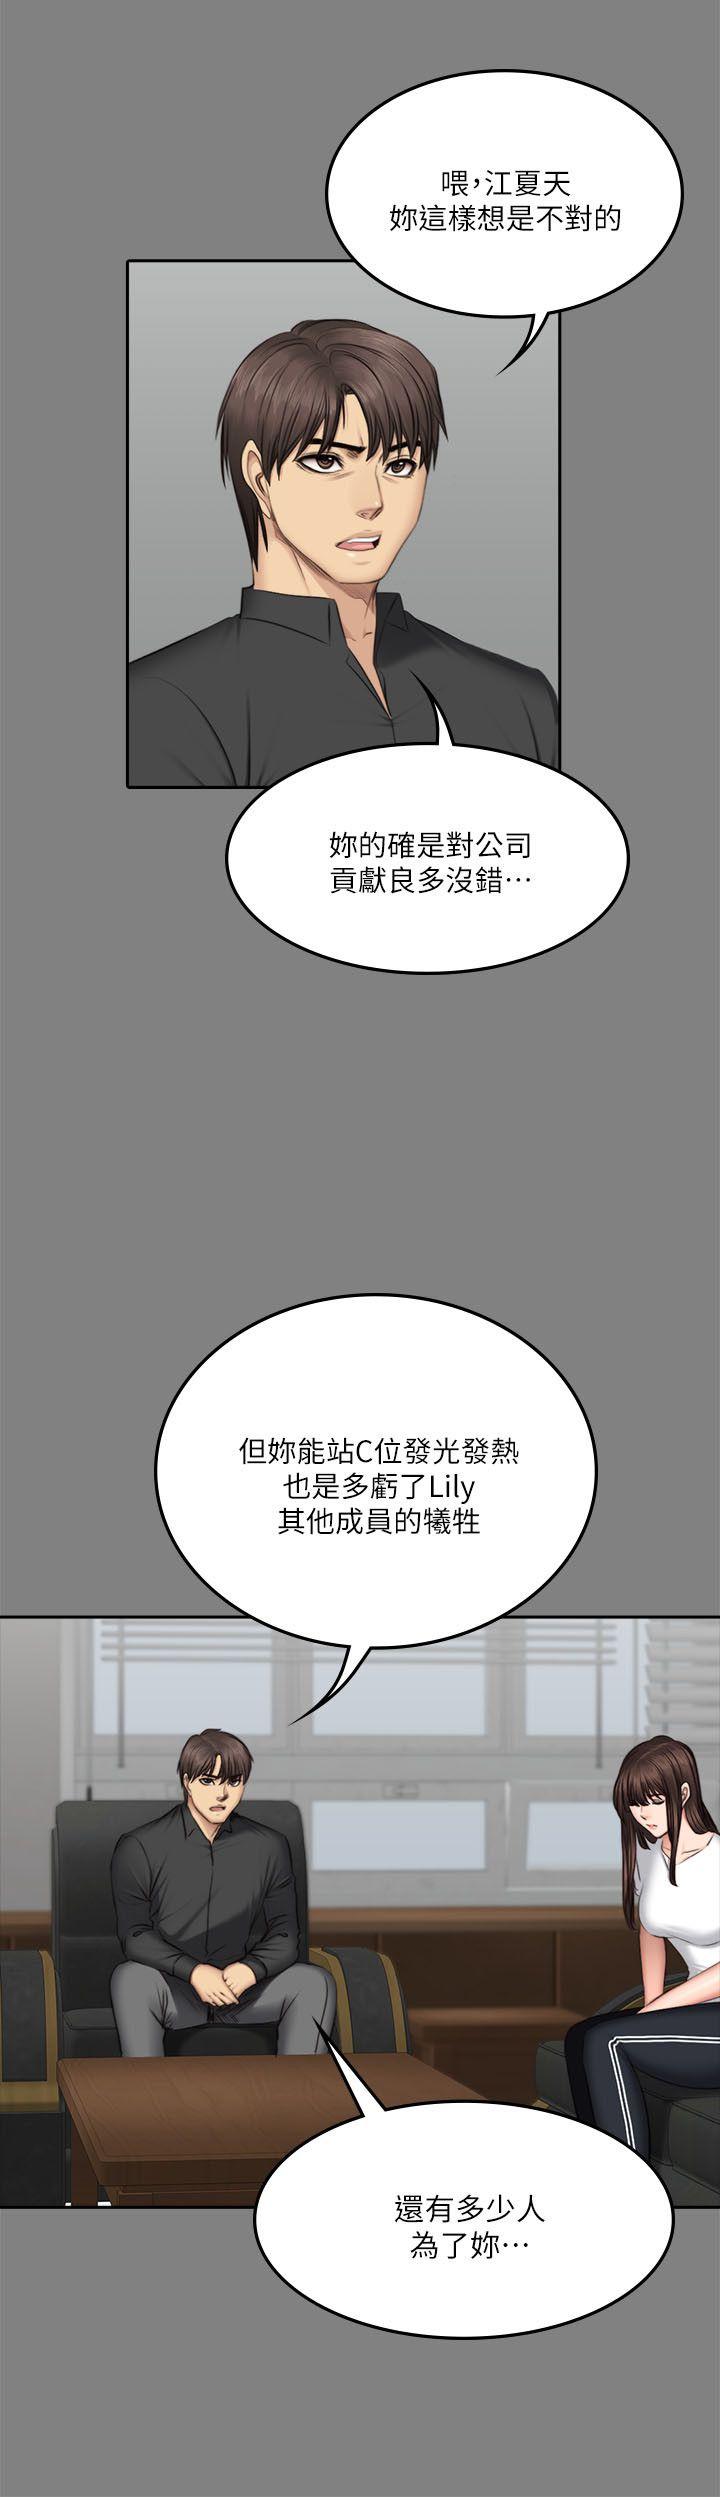 喂，江夏天
妳這樣想是不對的
妳的確是對公司
貢獻良多沒錯…
但妳能站C位發光發熱
也是多虧了Lily
其他成員的犧牲
還有多少人
為了妳…